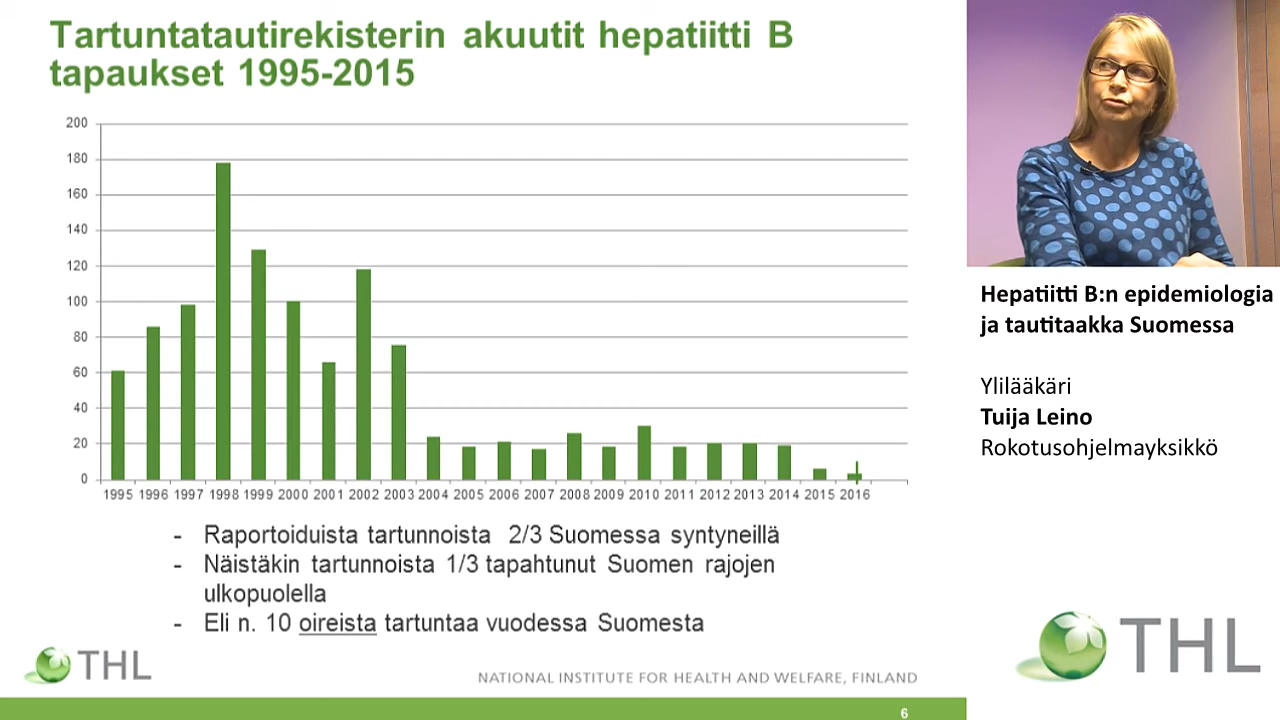 Tartuntatautirekisterin akuutit hepatiitti B
tapaukset 1995-2015
200
180
160
140
120
100
80
60
40
20
0
1995 1996 1997 1998 1999 2000 2001 2002 2003 2004 2005 2006 2007 2008 2009 2010 2011 2012 2013 2014 2015 2016
- Raportoiduista tartunnoista 2/3 Suomessa syntyneillä
- Näistäkin tartunnoista 1/3 tapahtunut Suomen rajojen
ulkopuolella
- Eli n. 10 oireista tartuntaa vuodessa Suomesta
THL
NATIONAL INSTITUTE FOR HEALTH AND WELFARE, FINLAND
6
Hepatiitti B:n epidemiologia
ja tautitaakka Suomessa
Ylilääkäri
Tuija Leino
Rokotusohjelmayksikkö
THL